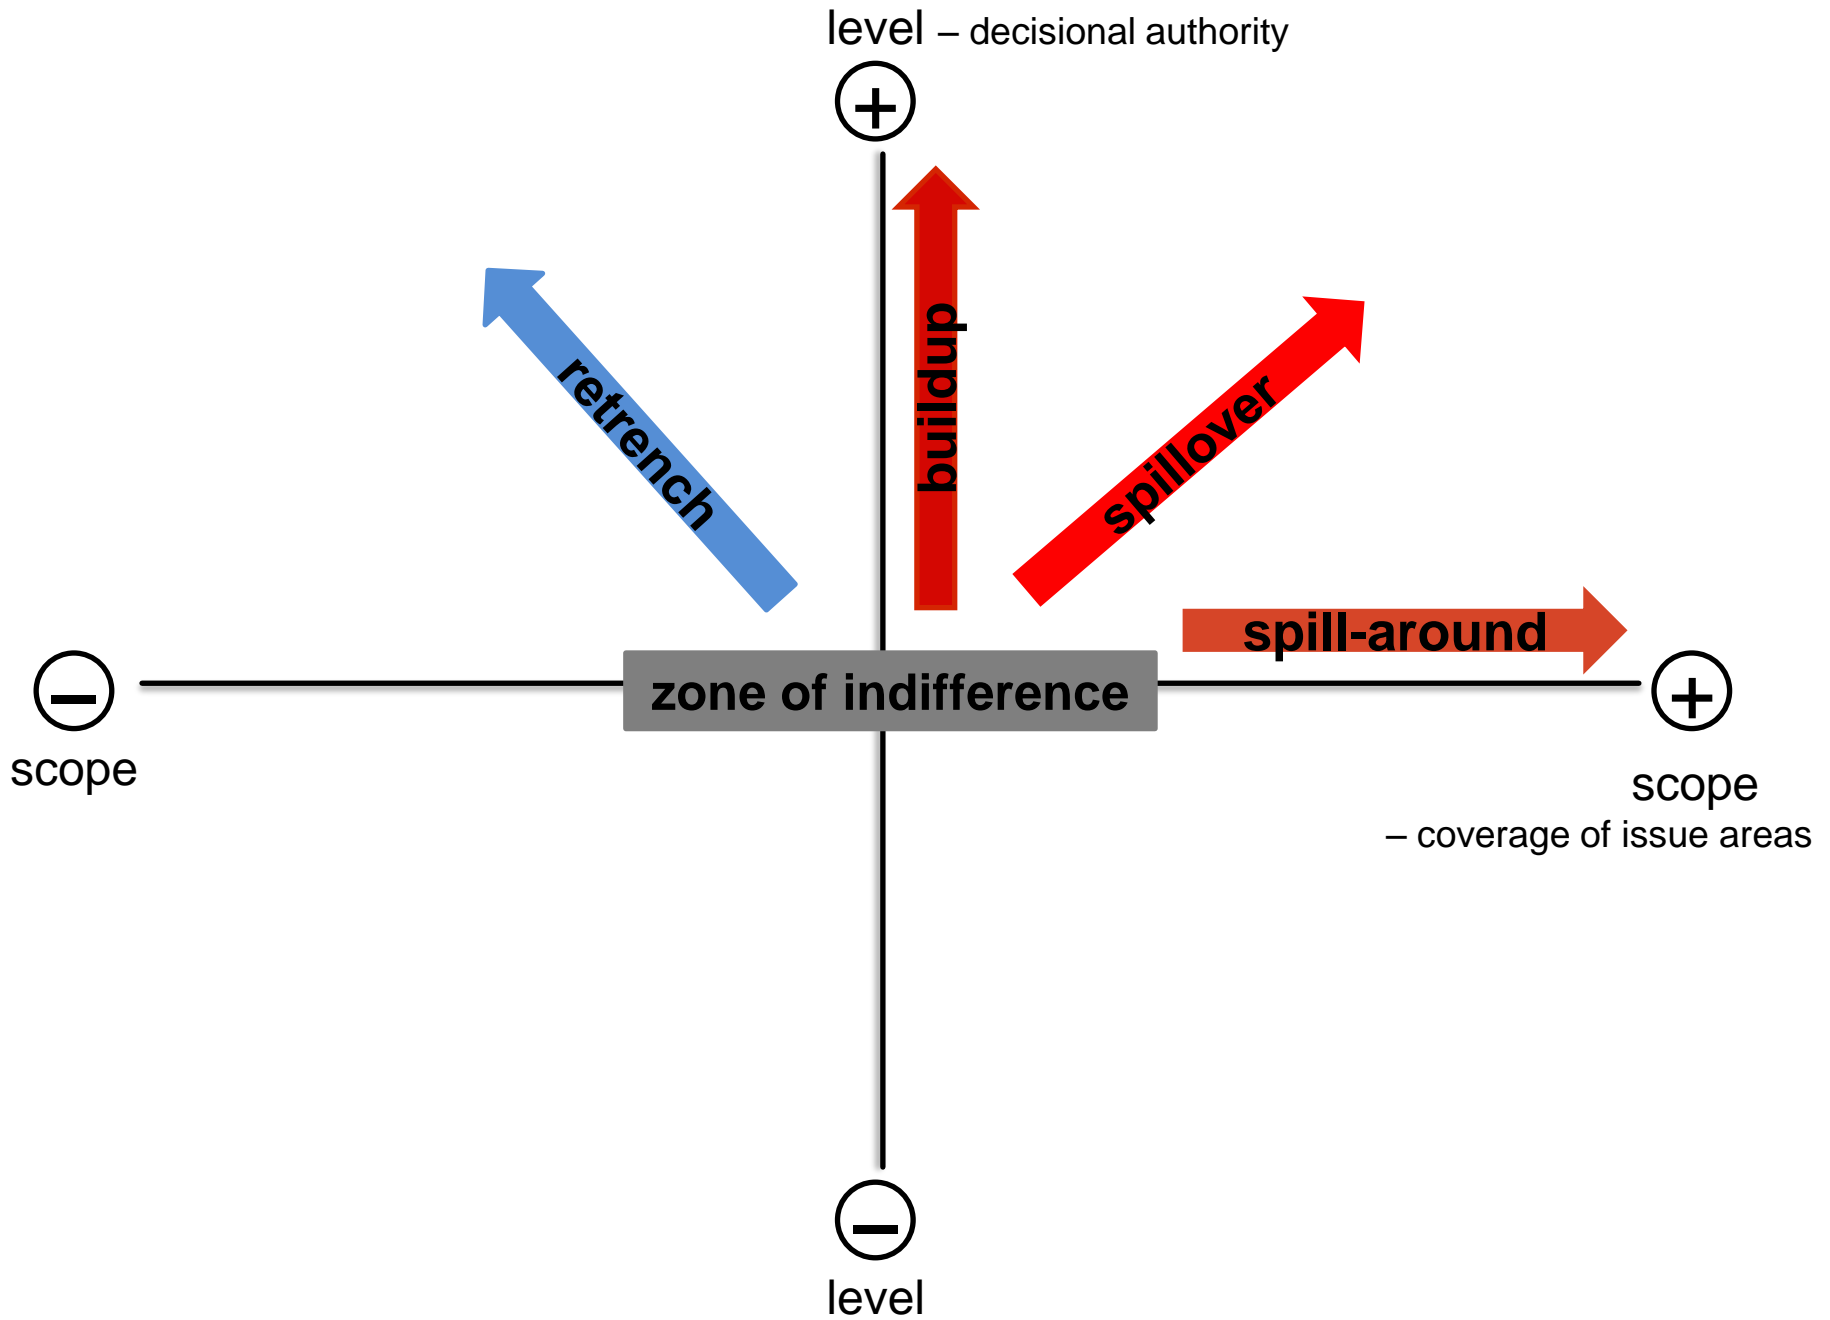 level – decisional authority
+
buildup
retrench
spillover
spill-around
zone of indifference
–
+
scope
scope
– coverage of issue areas
–
level